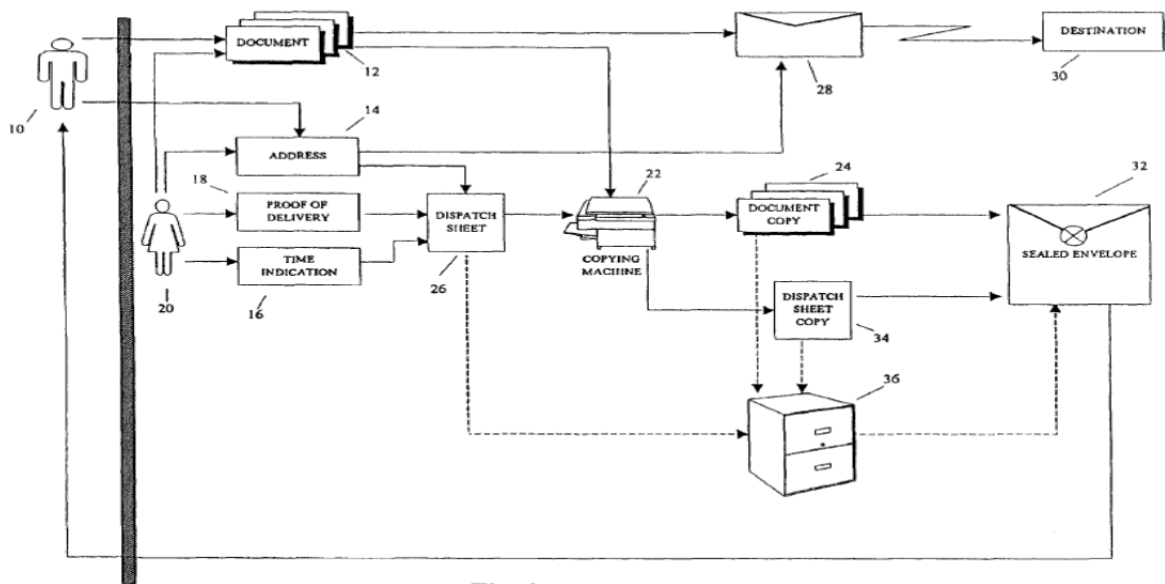 DOCUMENT
12
28
DESTINATION
30
10
14
ADDRESS
18
PROOF OF
DELIVERY
DISPATCH
SHEET
26
TIME
INDICATION
16
20
22
COPYING
MACHINE
24
DOCUMENT
COPY
32
SEALED ENVELOPE
DISPATCH
SHEET
COPY
34
36